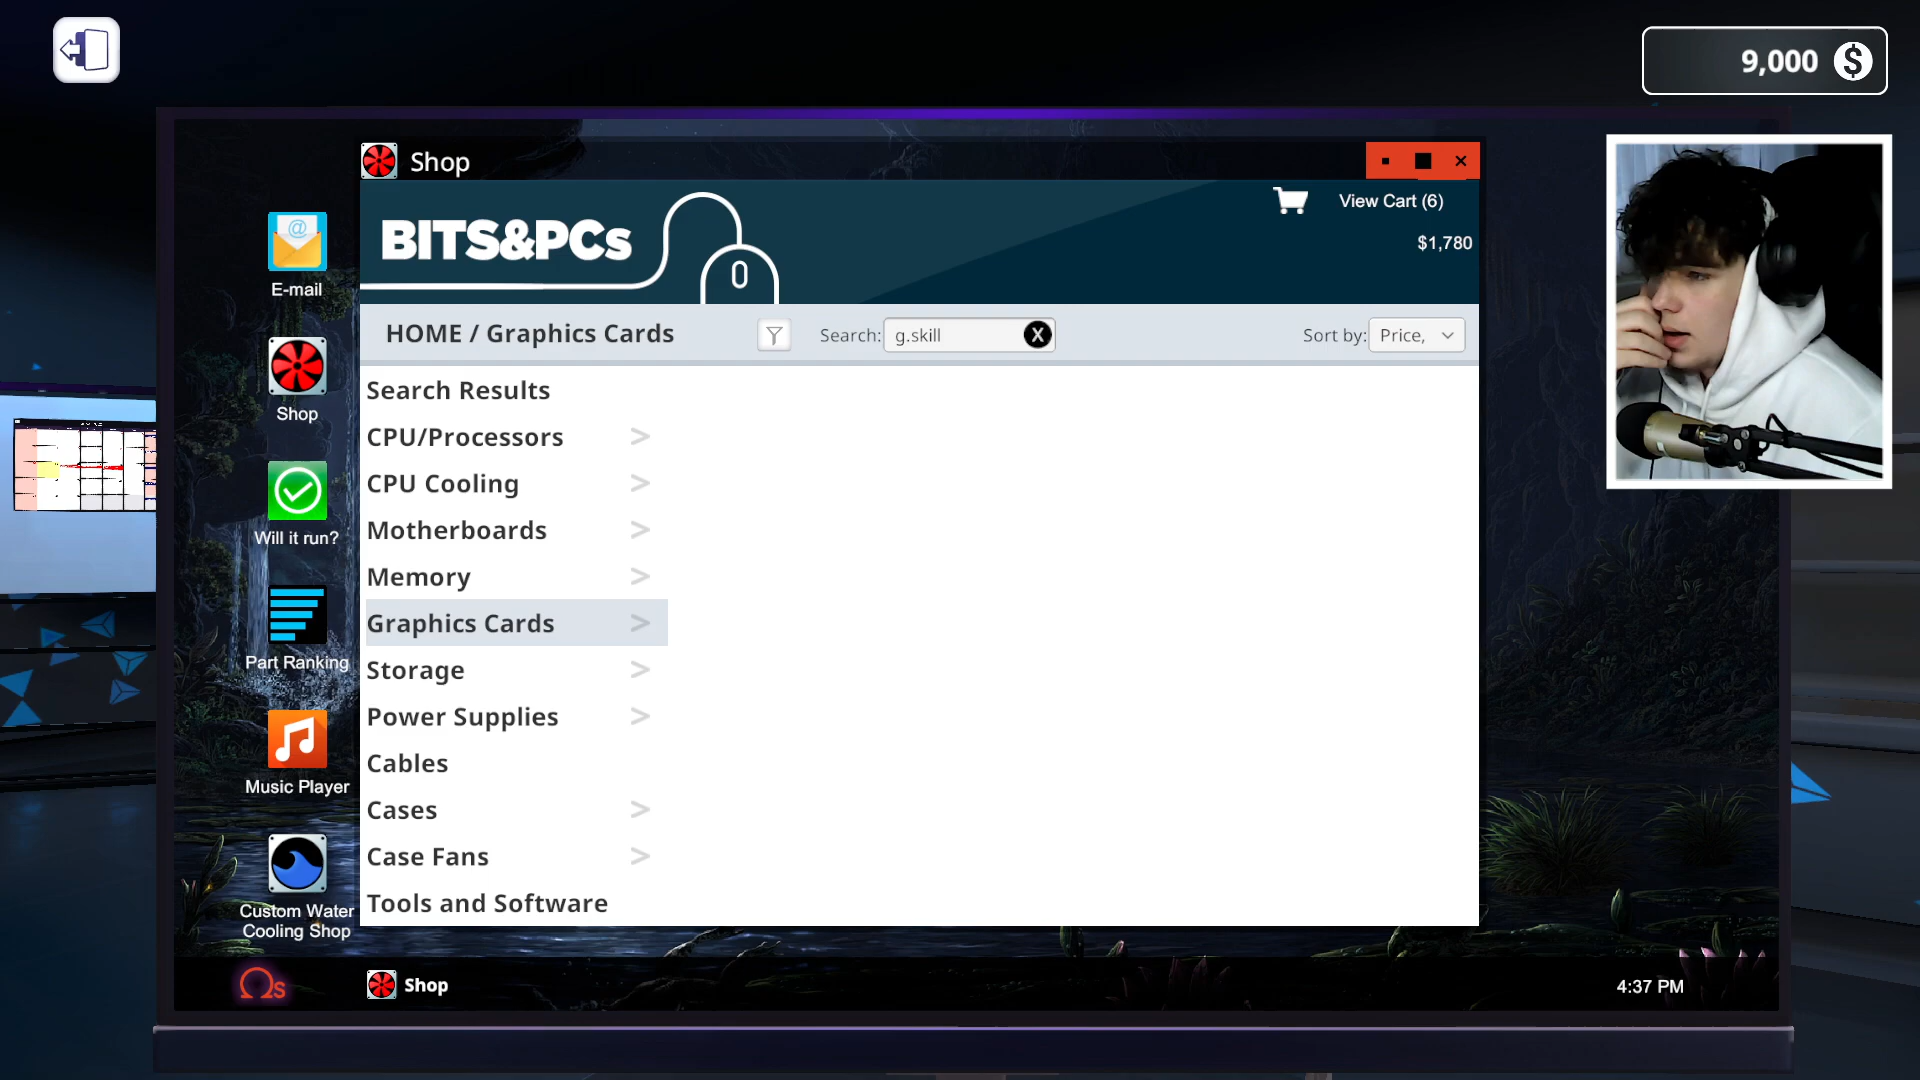 9,000 $
Shop
View Cart (6)
BITS&PCs
$1,780
HOME / Graphics Cards
Search:
g.skill
X
Sort by:
Price,
Search Results
CPU/Processors >
CPU Cooling >
Motherboards >
Memory >
Graphics Cards >
Storage >
Power Supplies >
Cables
Cases >
Case Fans >
Tools and Software
E-mail
Shop
Will it run?
Part Ranking
Music Player
Custom Water
Cooling Shop
Ωs
Shop
4:37 PM